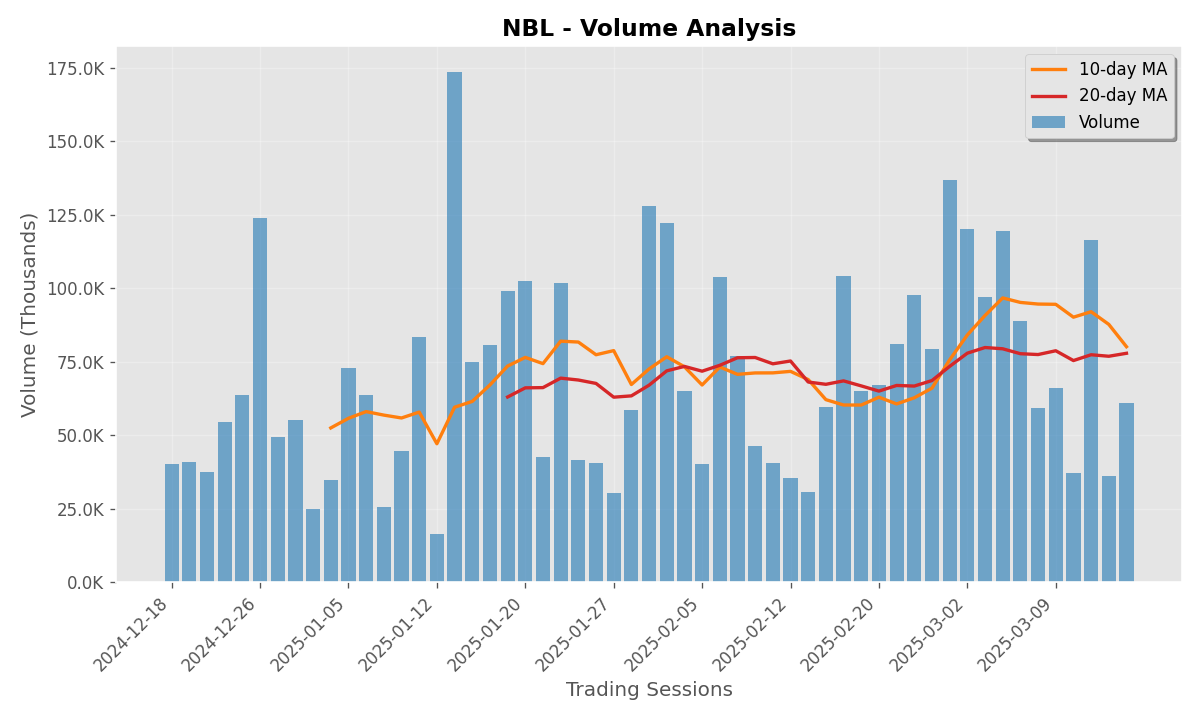 NBL - Volume Analysis
175.0K
150.0K
125.0K
100.0K
75.0K
50.0K
25.0K
0.0K
Volume (Thousands)
10-day MA
20-day MA
Volume
2024-12-18
2024-12-26
2025-01-05
2025-01-12
2025-01-20
2025-01-27
2025-02-05
2025-02-12
2025-02-20
2025-03-02
2025-03-09
Trading Sessions